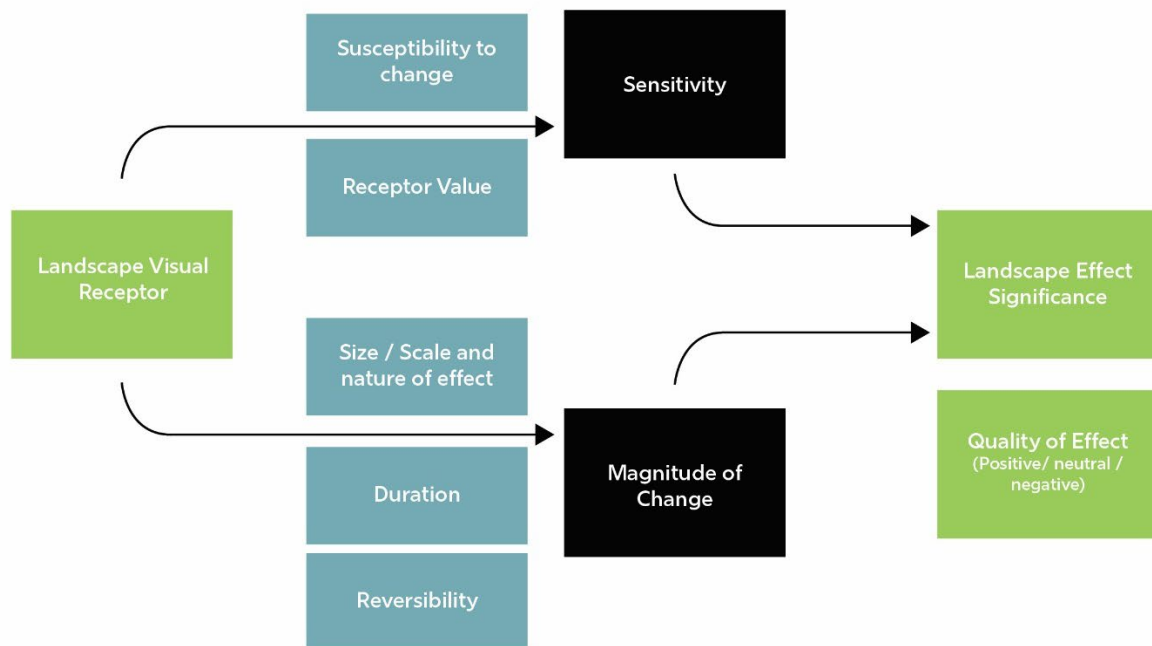 Susceptibility to
change
Sensitivity
Receptor Value
Landscape Visual
Receptor
Landscape Effect
Significance
Size / Scale and
nature of effect
Quality of Effect
(Positive/ neutral /
negative)
Magnitude of
Change
Duration
Reversibility